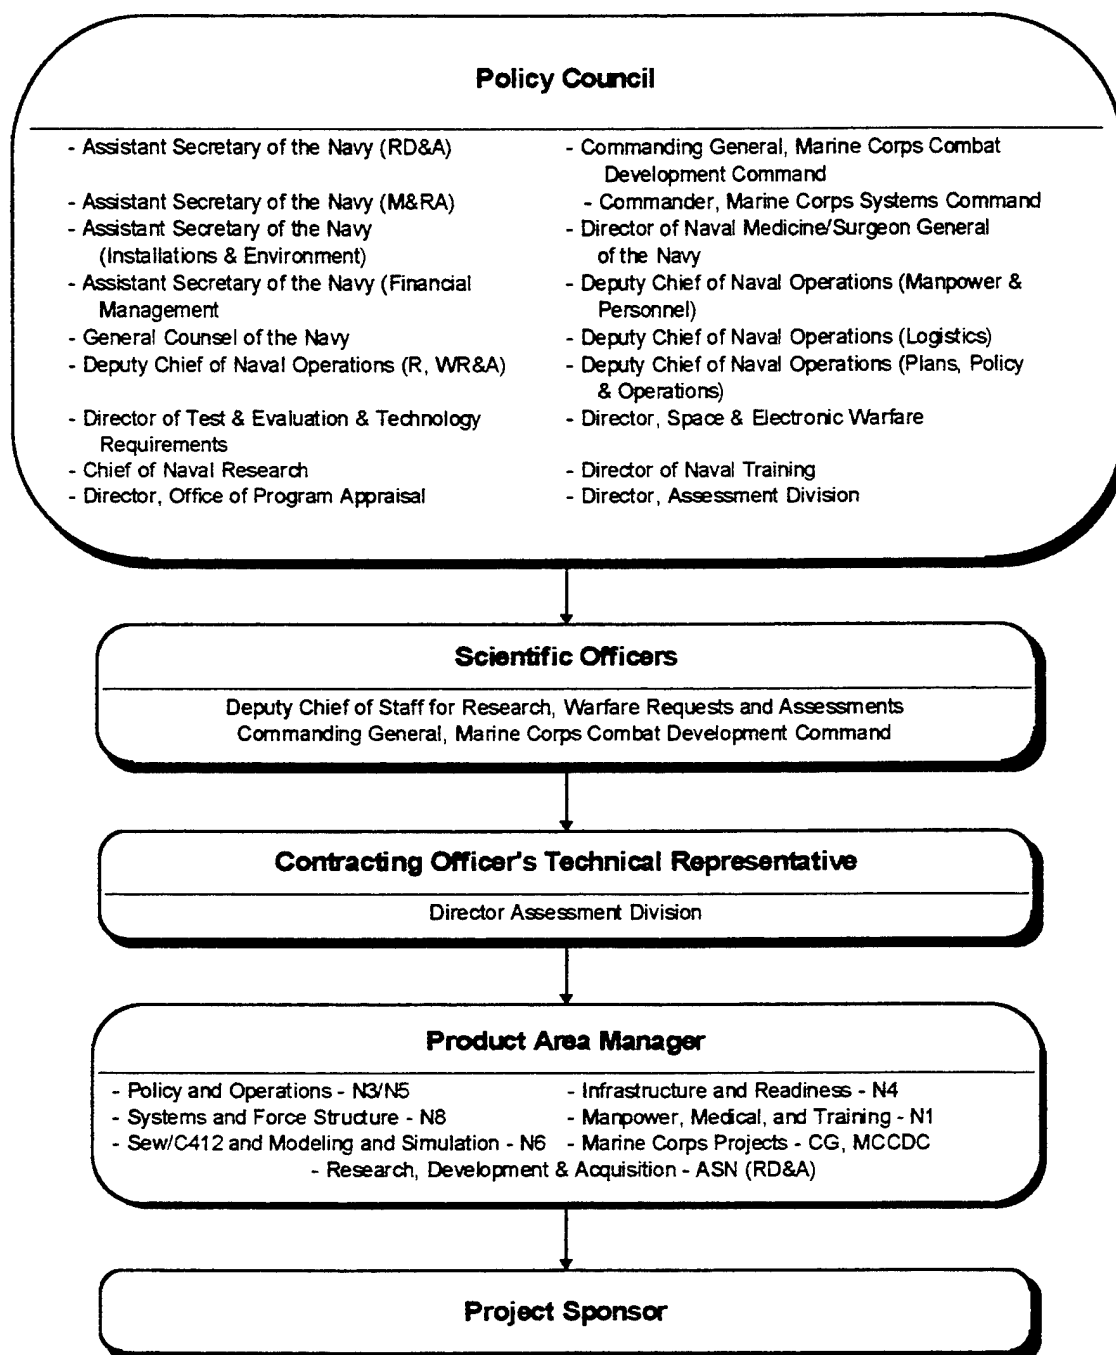 Policy Council
- Assistant Secretary of the Navy (RD&A)
- Assistant Secretary of the Navy (M&RA)
- Assistant Secretary of the Navy
(Installations & Environment)
- Assistant Secretary of the Navy (Financial
Management
- General Counsel of the Navy
- Deputy Chief of Naval Operations (R, WR&A)
- Director of Test & Evaluation & Technology
Requirements
- Chief of Naval Research
- Director, Office of Program Appraisal
- Commanding General, Marine Corps Combat
Development Command
- Commander, Marine Corps Systems Command
- Director of Naval Medicine/Surgeon General
of the Navy
- Deputy Chief of Naval Operations (Manpower &
Personnel)
- Deputy Chief of Naval Operations (Logistics)
- Deputy Chief of Naval Operations (Plans, Policy
& Operations)
- Director, Space & Electronic Warfare
- Director of Naval Training
- Director, Assessment Division
Scientific Officers
Deputy Chief of Staff for Research, Warfare Requests and Assessments
Commanding General, Marine Corps Combat Development Command
Contracting Officer's Technical Representative
Director Assessment Division
Product Area Manager
- Policy and Operations - N3/N5
- Systems and Force Structure - N8
- Sew/C412 and Modeling and Simulation - N6
- Infrastructure and Readiness - N4
- Manpower, Medical, and Training - N1
- Marine Corps Projects - CG, MCCDC
- Research, Development & Acquisition - ASN (RD&A)
Project Sponsor